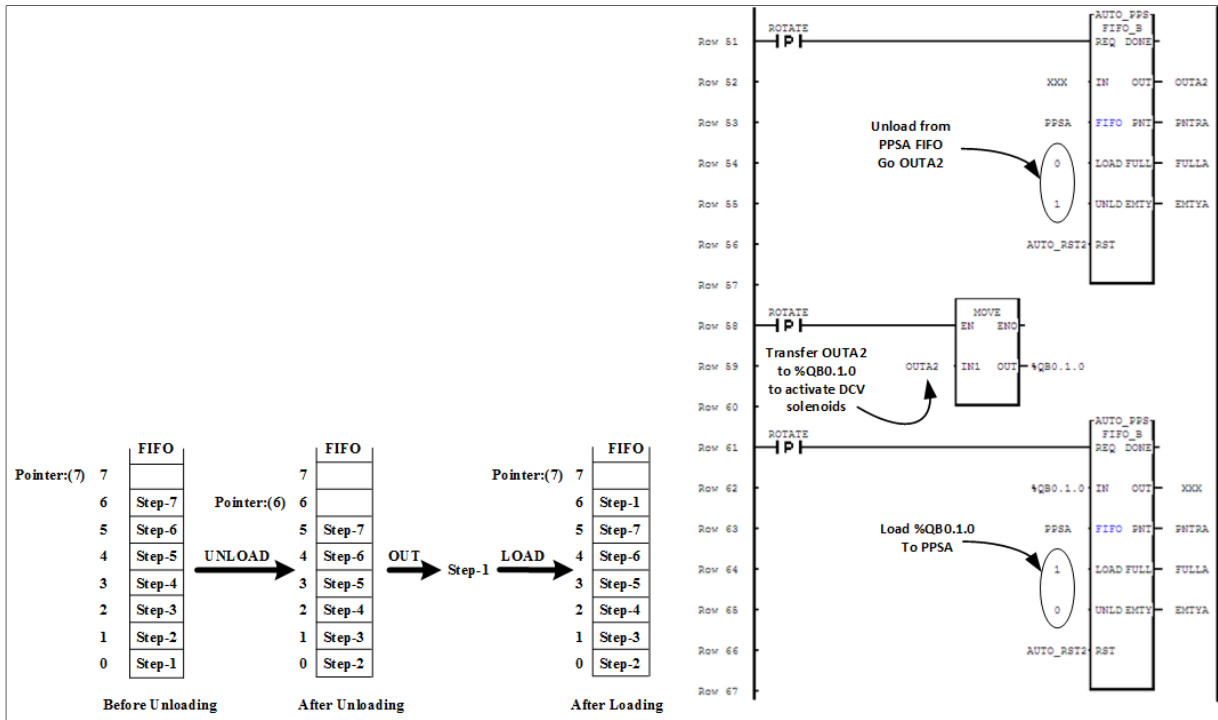 FIFO
Pointer:(7) 7
6 Step-7
5 Step-6
4 Step-5
3 Step-4
2 Step-3
1 Step-2
0 Step-1
Before Unloading
UNLOAD
FIFO
7
Pointer:(6) 6
5 Step-7
4 Step-6
3 Step-5
2 Step-4
1 Step-3
0 Step-2
After Unloading
OUT
Step-1
LOAD
FIFO
Pointer:(7) 7
6 Step-1
5 Step-7
4 Step-6
3 Step-5
2 Step-4
1 Step-3
0 Step-2
After Loading
AUTO_PPS
ROTATE FIFO_B
Row 51 P REQ DONE
Row 52 XXX IN OUT OUTA2
Row 53 PPSA FIFO PNT PNTRA
Unload from
PPSA FIFO
Go OUTA2
Row 54 0 LOAD FULL FULLA
Row 55 1 UNLD EMTY EMTYA
Row 56 AUTO_RST2 RST
Row 57
ROTATE MOVE
Row 58 P EN ENO
Transfer OUTA2
to %QB0.1.0
to activate DCV
solenoids
Row 59 OUTA2 IN1 OUT %QB0.1.0
Row 60
AUTO_PPS
ROTATE FIFO_B
Row 61 P REQ DONE
Row 62 %QB0.1.0 IN OUT XXX
Row 63 PPSA FIFO PNT PNTRA
Load %QB0.1.0
To PPSA
Row 64 1 LOAD FULL FULLA
Row 65 0 UNLD EMTY EMTYA
Row 66 AUTO_RST2 RST
Row 67